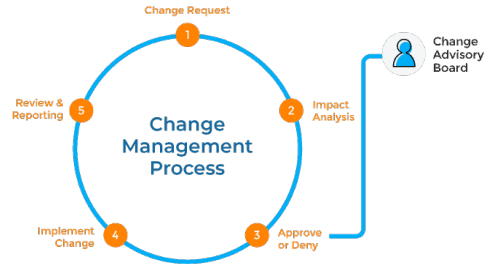 Change Request
1
Change
Advisory
Board
Review &
Reporting
5
2
Impact
Analysis
Change
Management
Process
Implement
Change
4
3
Approve
or Deny